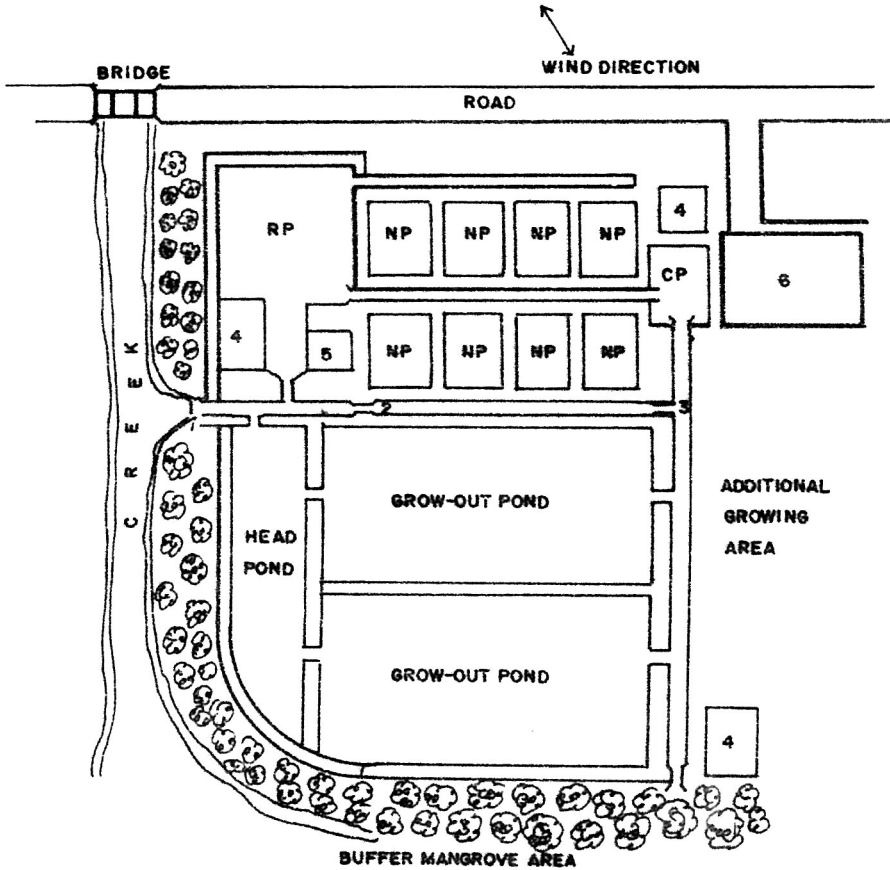 WIND DIRECTION
BRIDGE
ROAD
RP
NP NP NP NP
4
CP
6
4
5
NP NP NP NP
2
3
CREEK
HEAD
POND
GROW-OUT POND
ADDITIONAL
GROWING
AREA
GROW-OUT POND
4
BUFFER MANGROVE AREA